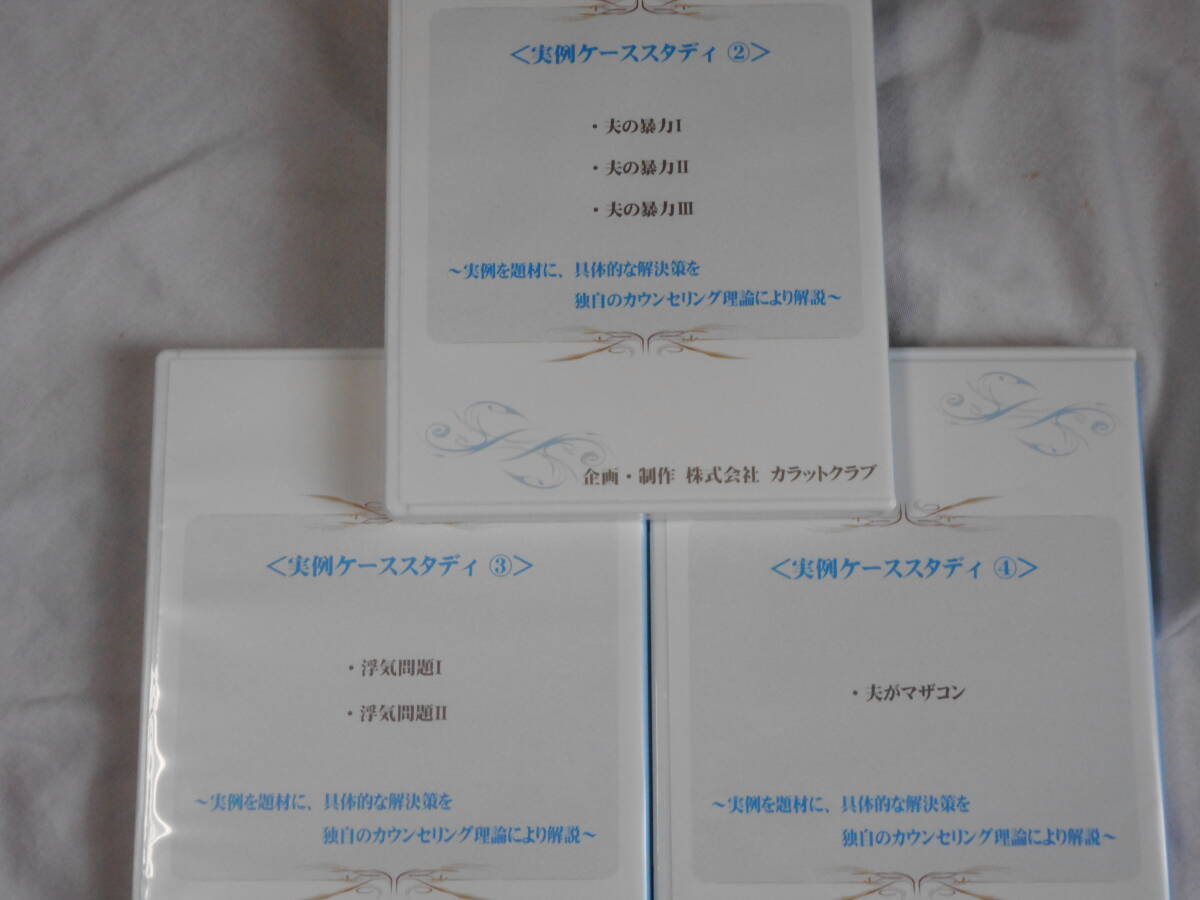 ＜実例ケーススタディ ②＞
・夫の暴力Ⅰ
・夫の暴力Ⅱ
・夫の暴力Ⅲ
～実例を題材に、具体的な解決策を
独自のカウンセリング理論により解説～
企画・制作 株式会社 カラットクラブ
＜実例ケーススタディ ③＞
・浮気問題Ⅰ
・浮気問題Ⅱ
～実例を題材に、具体的な解決策を
独自のカウンセリング理論により解説～
＜実例ケーススタディ ④＞
・夫がマザコン
～実例を題材に、具体的な解決策を
独自のカウンセリング理論により解説～